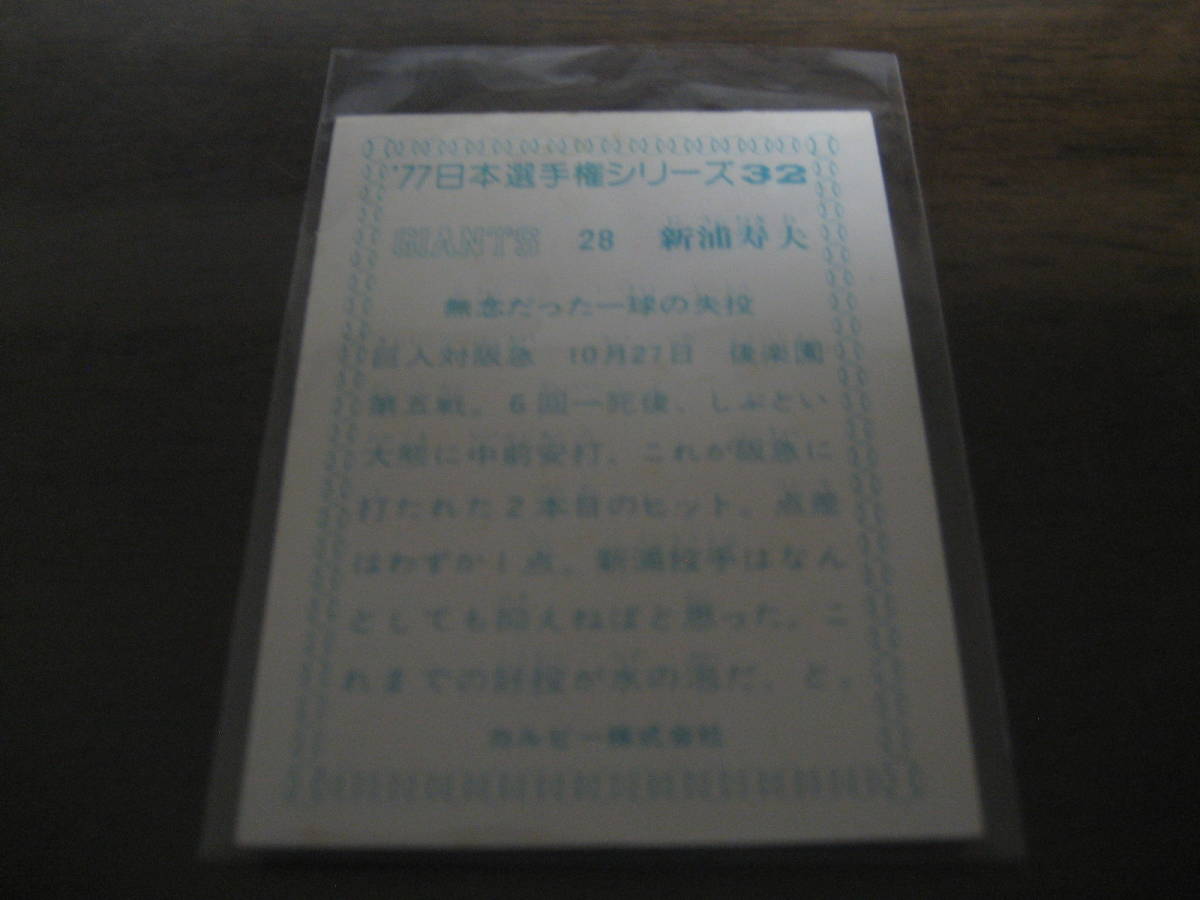 '77日本選手権シリーズ32
GIANTS 28 新浦寿夫
無念だった一球の失投
巨人対阪急 10月27日 後楽園
第五戦。6回一死後、しぶとい
大熊に中前安打、これが阪急に
打たれた2本目のヒット。点差
はわずか1点。新浦投手はなん
としても抑えねばと思った。こ
れまでの好投が水の泡だ、と。
カルビー株式会社